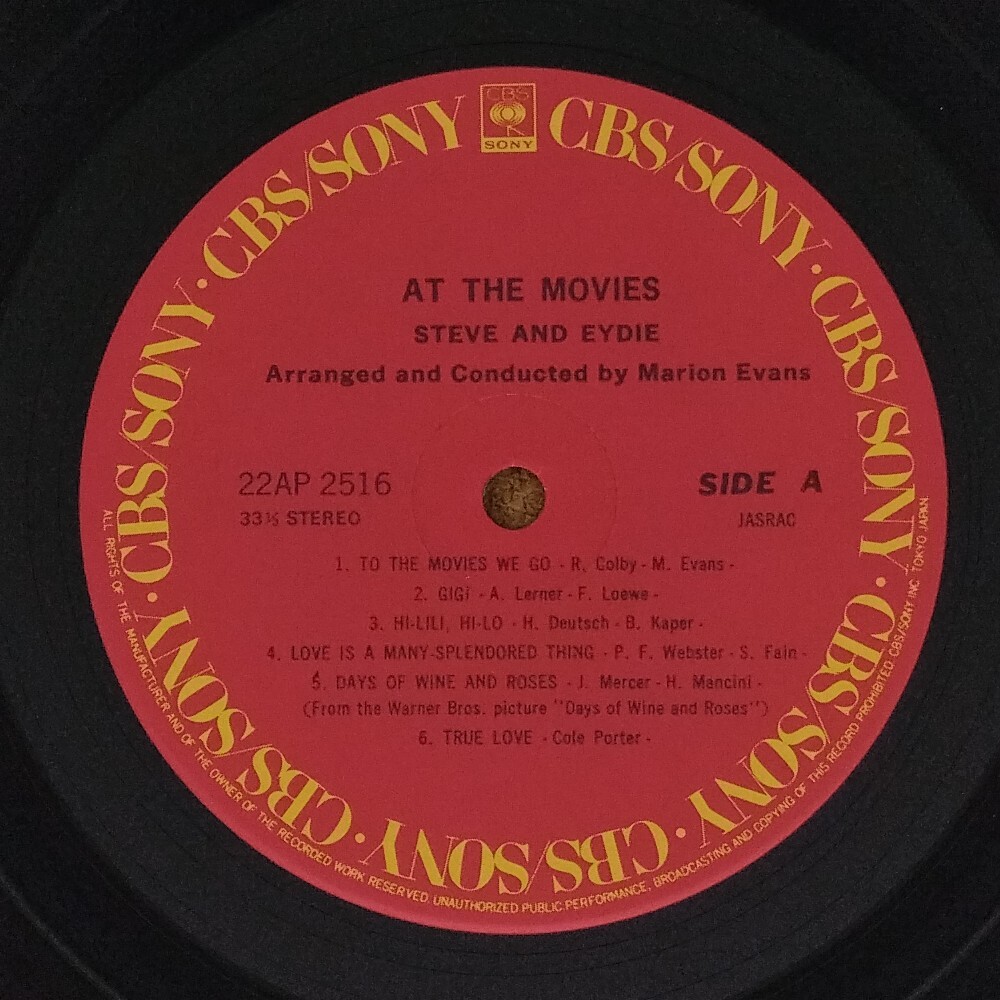 CBS
SONY
CBS/SONY · CBS/SONY · CBS/SONY · CBS/SONY · CBS/SONY · CBS/SONY · CBS/SONY · CBS/SONY
AT THE MOVIES
STEVE AND EYDIE
Arranged and Conducted by Marion Evans
22AP 2516
SIDE A
33⅓ STEREO
JASRAC
1. TO THE MOVIES WE GO - R. Colby - M. Evans -
2. GIGI - A. Lerner - F. Loewe -
3. HI-LILI, HI-LO - H. Deutsch - B. Kaper -
4. LOVE IS A MANY-SPLENDORED THING - P. F. Webster - S. Fain -
5. DAYS OF WINE AND ROSES - J. Mercer - H. Mancini -
(From the Warner Bros. picture "Days of Wine and Roses")
6. TRUE LOVE - Cole Porter -
ALL RIGHTS OF THE MANUFACTURER AND OF THE OWNER OF THE RECORDED WORK RESERVED. UNAUTHORIZED PUBLIC PERFORMANCE, BROADCASTING AND COPYING OF THIS RECORD PROHIBITED. CBS/SONY INC. TOKYO JAPAN.